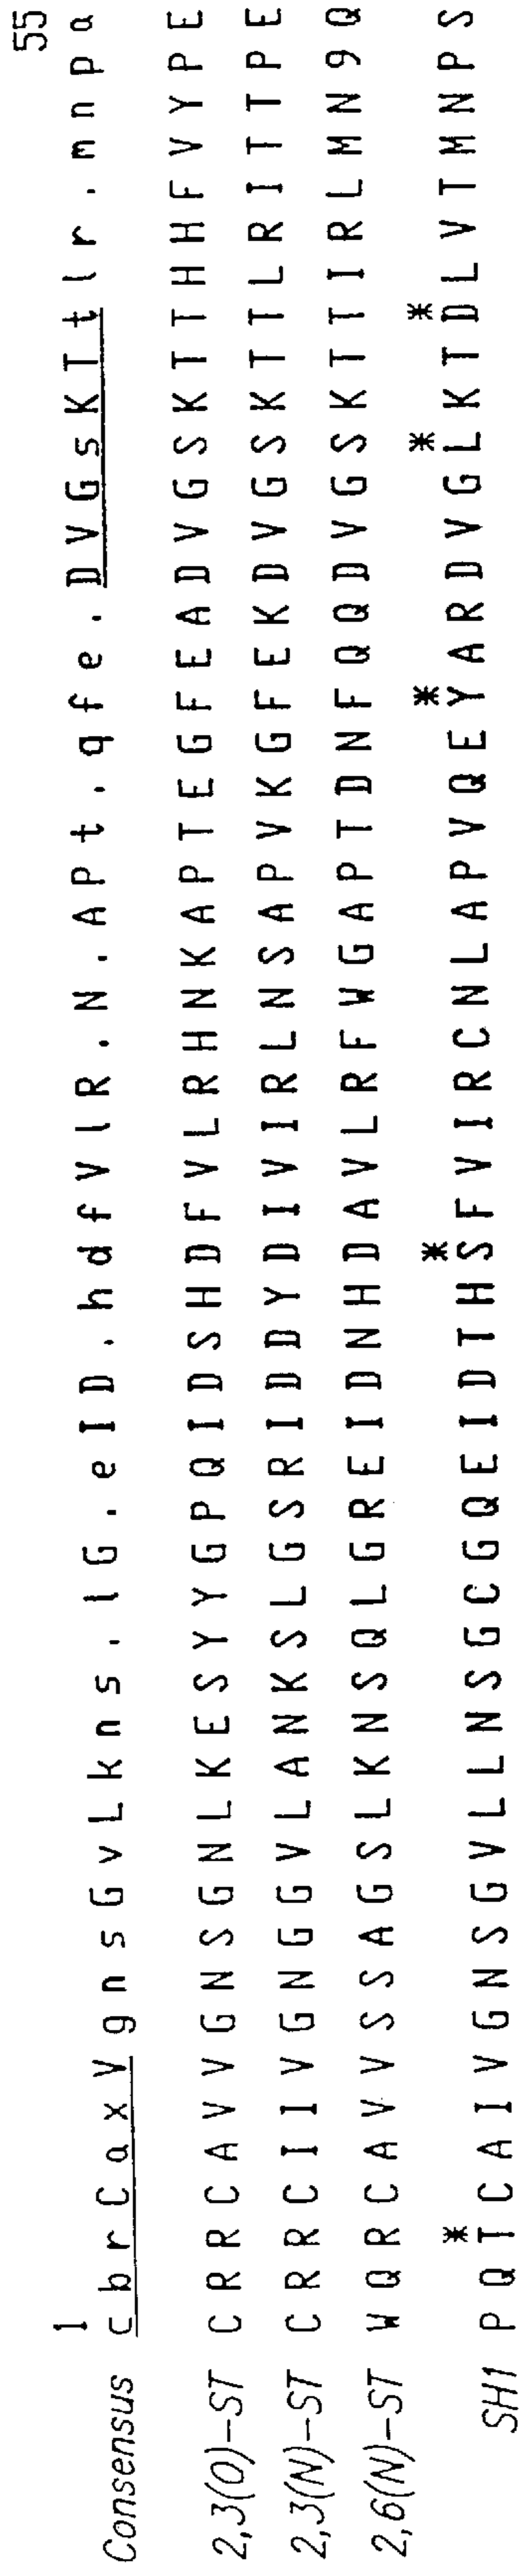 1 55
Consensus c b r C a x V g n s G v L k n s . l G . e I D . h d f V l R . N . A P t . q f e . D V G s K T t l r . m n p a
2,3(O)-ST C R R C A V V G N S G N L K E S Y Y G P Q I D S H D F V L R H N K A P T E G F E A D V G S K T T H H F V Y P E
2,3(N)-ST C R R C I I V G N G G V L A N K S L G S R I D D Y D I V I R L N S A P V K G F E K D V G S K T T L R I T T P E
2,6(N)-ST W Q R C A V V S S A G S L K N S Q L G R E I D N H D A V L R F W G A P T D N F Q Q D V G S K T T I R L M N 9 Q
* * * * *
SH1 P Q T C A I V G N S G V L L N S G C G Q E I D T H S F V I R C N L A P V Q E Y A R D V G L K T D L V T M N P S